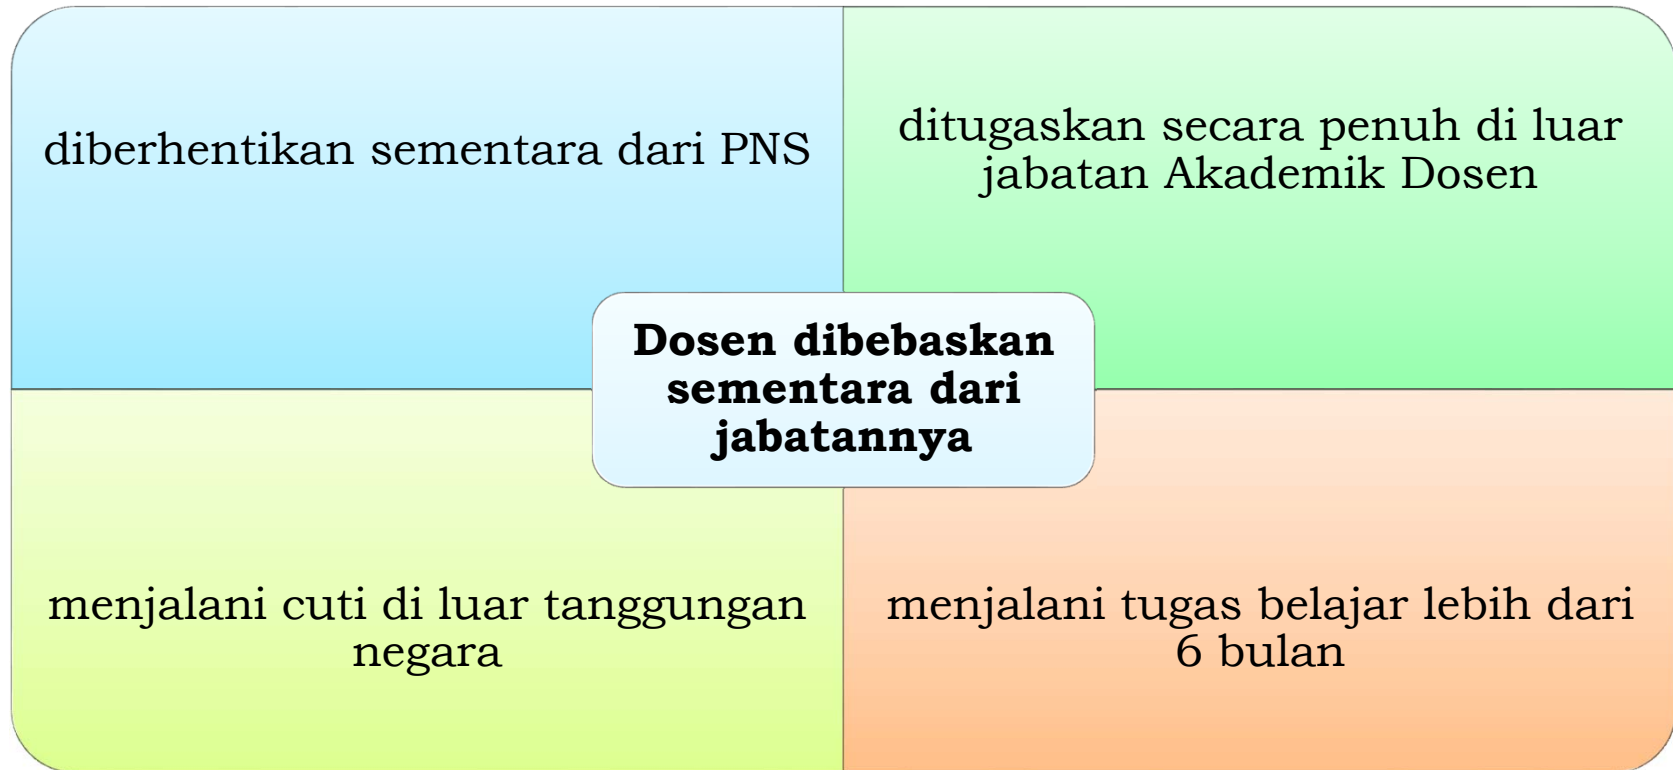 diberhentikan sementara dari PNS
ditugaskan secara penuh di luar
jabatan Akademik Dosen
Dosen dibebaskan
sementara dari
jabatannya
menjalani cuti di luar tanggungan
negara
menjalani tugas belajar lebih dari
6 bulan